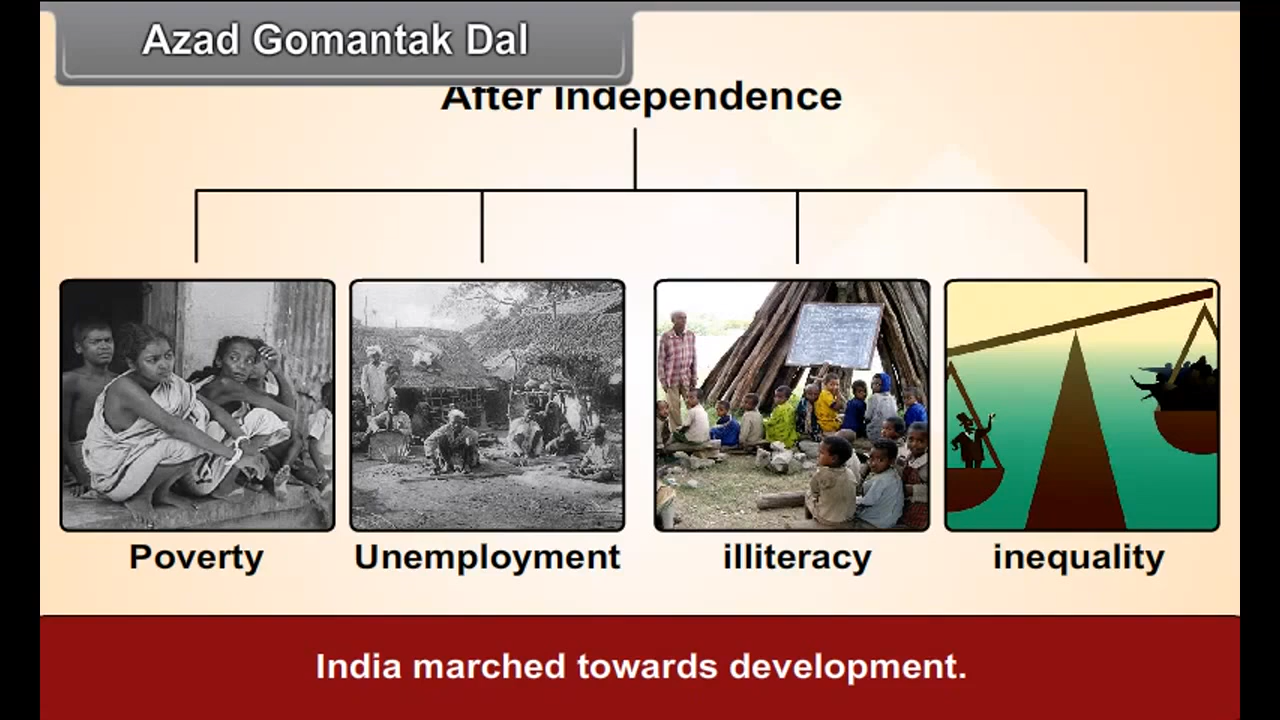 Azad Gomantak Dal
After Independence
Poverty
Unemployment
illiteracy
inequality
India marched towards development.